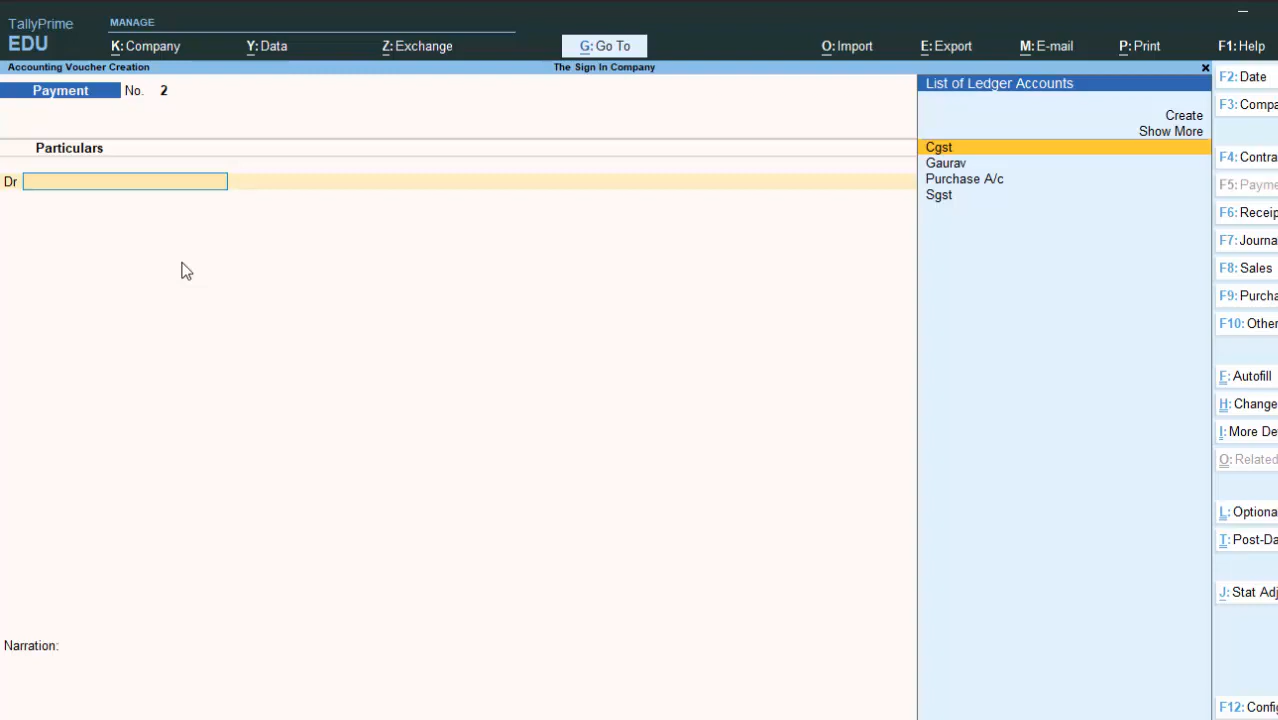 TallyPrime
EDU
MANAGE
K: Company
Y: Data
Z: Exchange
G: Go To
O: Import
E: Export
M: E-mail
P: Print
F1: Help
Accounting Voucher Creation
The Sign In Company
Payment No. 2
Particulars
Dr
Narration:
List of Ledger Accounts
Create
Show More
Cgst
Gaurav
Purchase A/c
Sgst
F2: Date
F3: Compa
F4: Contra
F5: Payme
F6: Receip
F7: Journa
F8: Sales
F9: Purcha
F10: Other
E: Autofill
H: Change
I: More De
O: Related
L: Optiona
T: Post-Da
J: Stat Adj
F12: Config